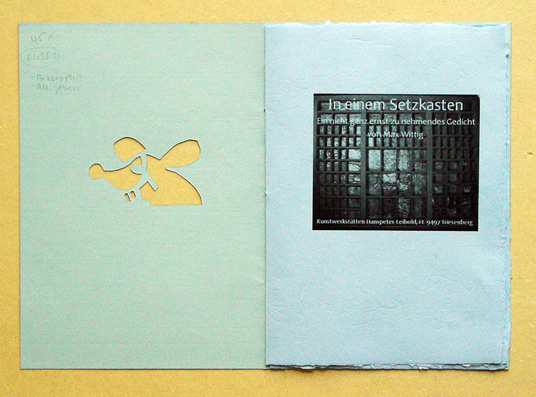 In einem Setzkasten
Ein nicht ganz ernst zu nehmendes Gedicht
von Max Wittig
Kunstwerkstätten Hanspeter Leibold, FL 9497 Triesenberg